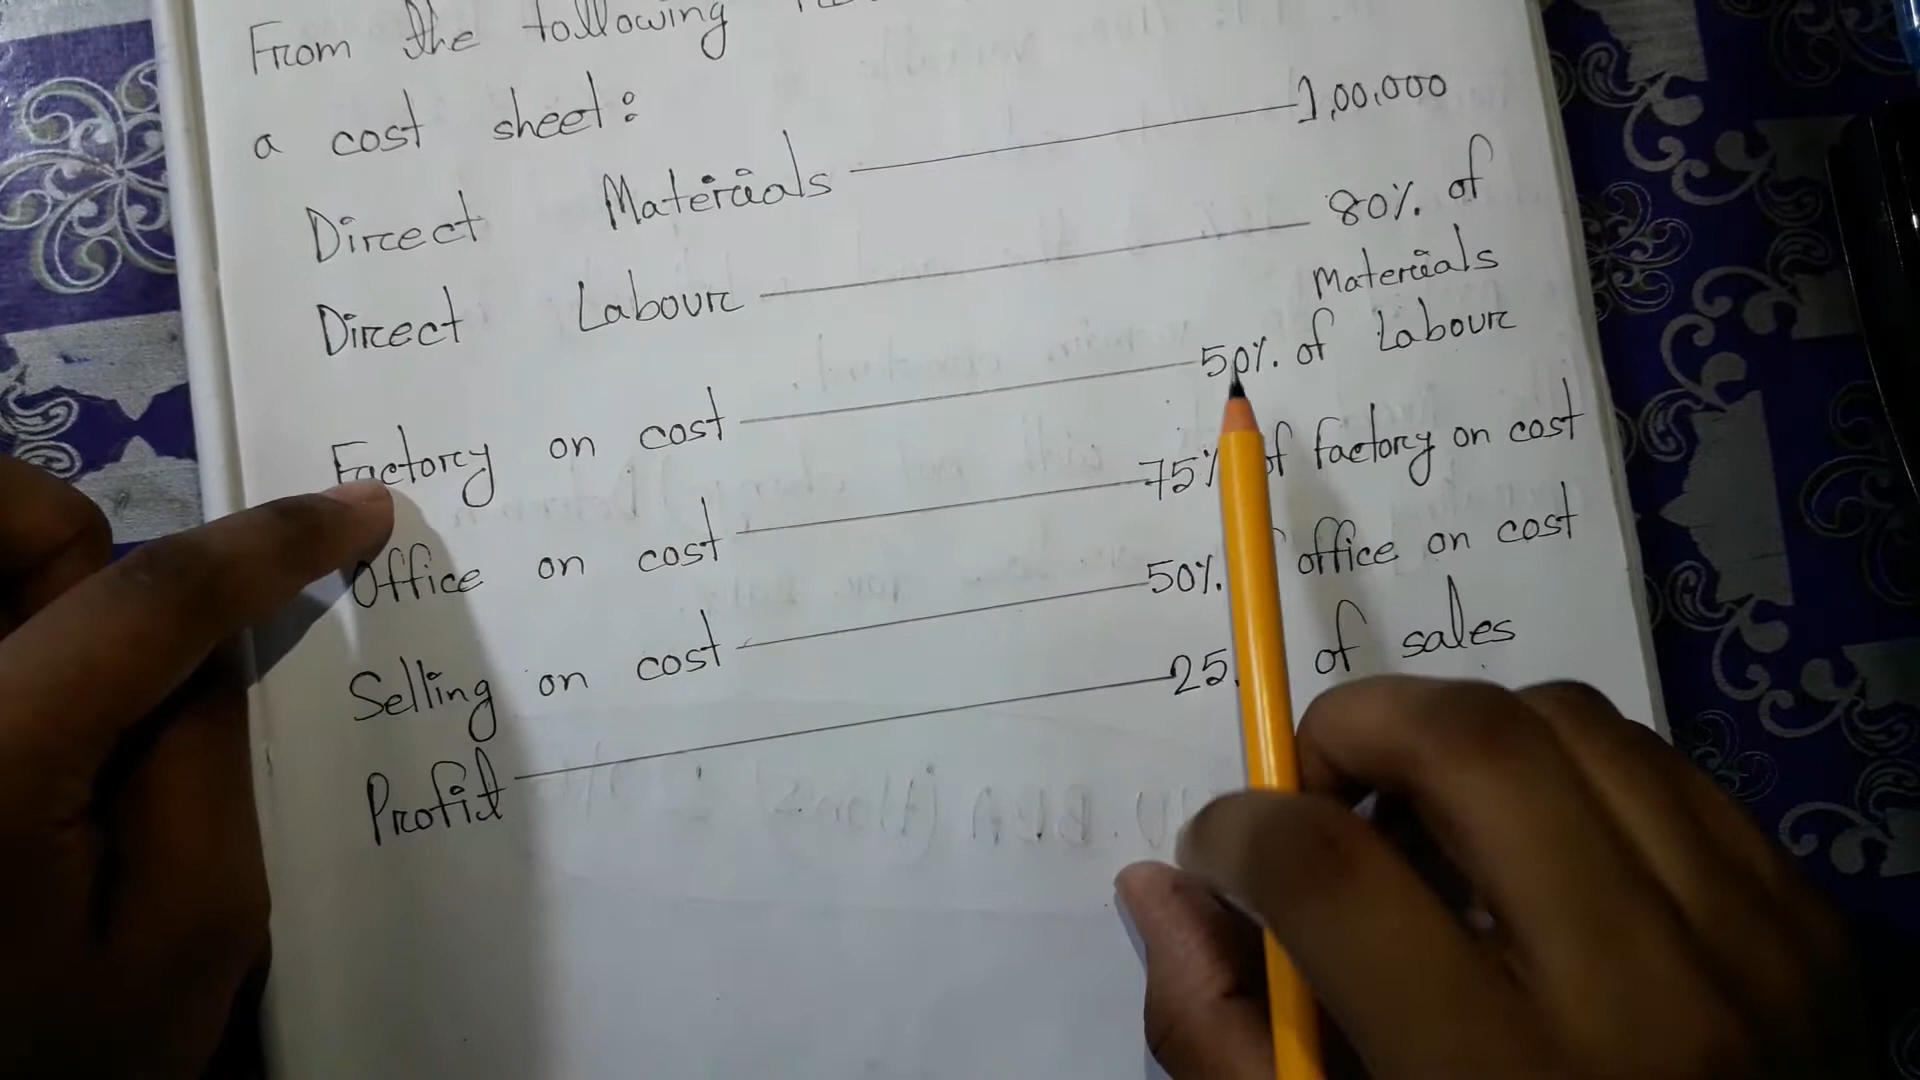 From the following
a cost sheet:
Direct Materials 1,00,000
Direct Labour 80% of
Materials
Factory on cost 50% of Labour
Office on cost 75% of factory on cost
Selling on cost 50% office on cost
Profit 25 of sales